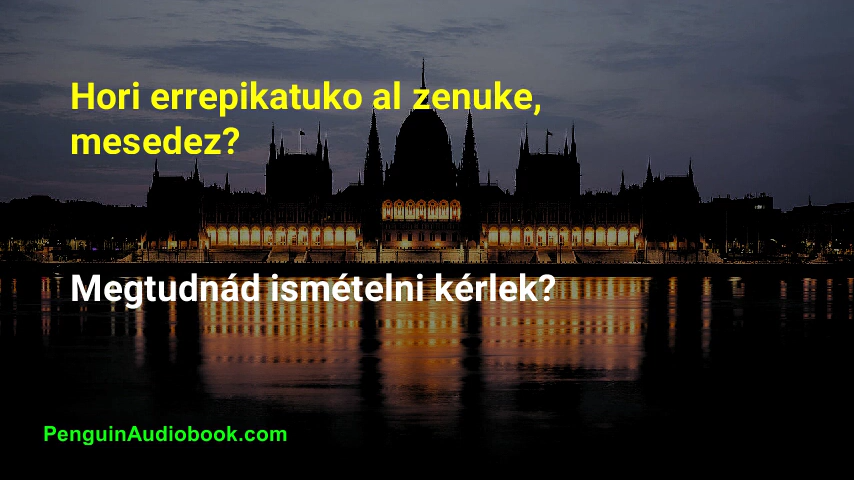 Hori errepikatuko al zenuke,
mesedez?
Megtudnád ismételni kérlek?
PenguinAudiobook.com